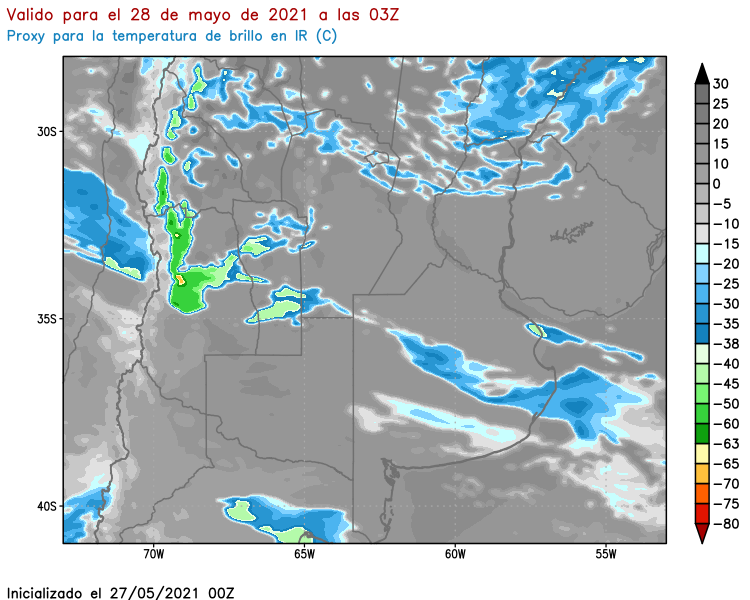 Valido para el 28 de mayo de 2021 a las 03Z
Proxy para la temperatura de brillo en IR (C)
30S
35S
40S
70W
65W
60W
55W
30
25
20
15
10
0
−5
−10
−15
−20
−25
−30
−35
−38
−40
−45
−50
−60
−63
−65
−70
−75
−80
Inicializado el 27/05/2021 00Z